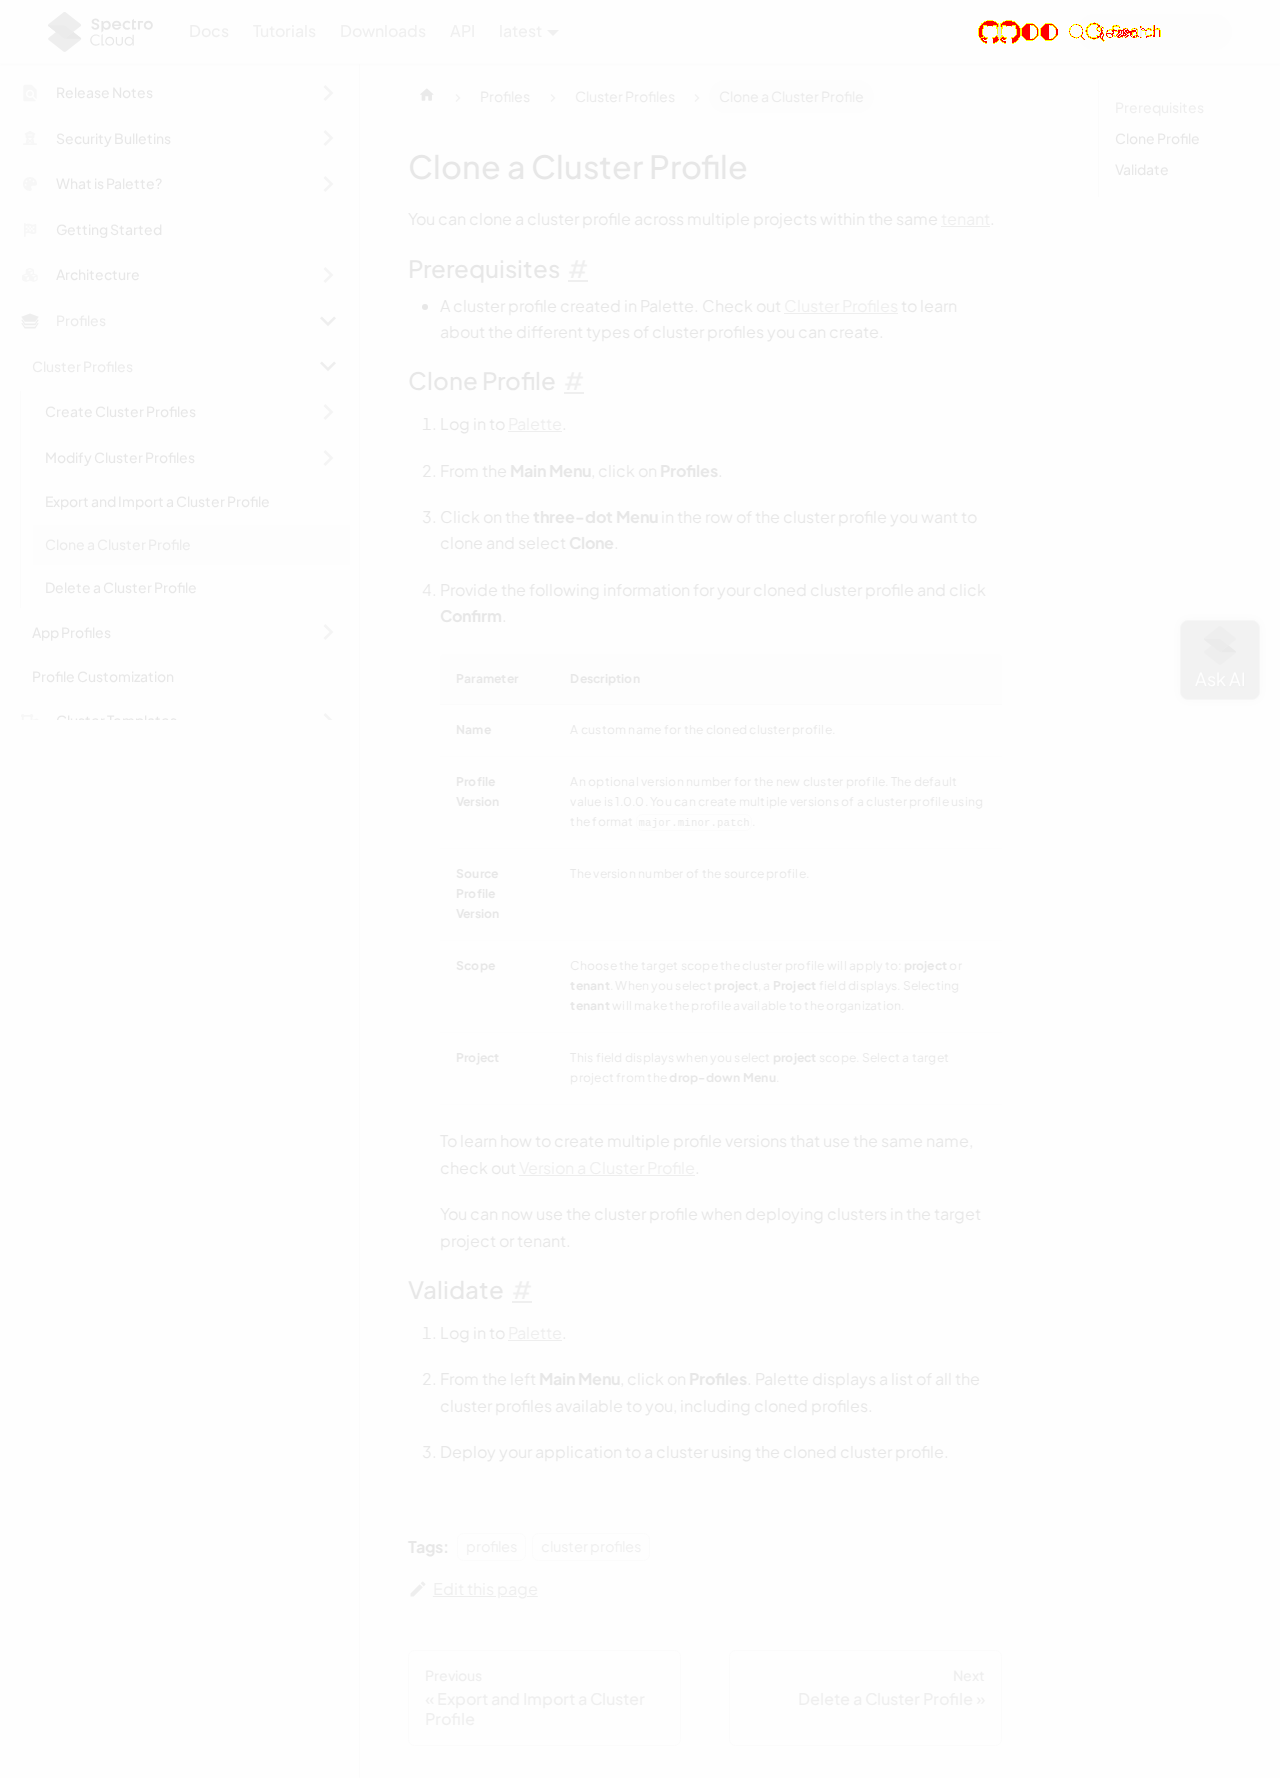 Spectro
Cloud
Docs
Tutorials
Downloads
API
latest
Release Notes
Security Bulletins
What is Palette?
Getting Started
Architecture
Profiles
Cluster Profiles
Create Cluster Profiles
Modify Cluster Profiles
Export and Import a Cluster Profile
Clone a Cluster Profile
Delete a Cluster Profile
App Profiles
Profile Customization
Cluster Templates
Profiles
Cluster Profiles
Clone a Cluster Profile
Clone a Cluster Profile
You can clone a cluster profile across multiple projects within the same tenant.
Prerequisites #
• A cluster profile created in Palette. Check out Cluster Profiles to learn
about the different types of cluster profiles you can create.
Clone Profile #
1. Log in to Palette.
2. From the Main Menu, click on Profiles.
3. Click on the three-dot Menu in the row of the cluster profile you want to
clone and select Clone.
4. Provide the following information for your cloned cluster profile and click
Confirm.
Parameter Description
Name A custom name for the cloned cluster profile.
Profile Version An optional version number for the new cluster profile. The default
value is 1.0.0. You can create multiple versions of a cluster profile using
the format major.minor.patch.
Source Profile Version The version number of the source profile.
Scope Choose the target scope the cluster profile will apply to: project or
tenant. When you select project, a Project field displays. Selecting
tenant will make the profile available to the organization.
Project This field displays when you select project scope. Select a target
project from the drop-down Menu.
To learn how to create multiple profile versions that use the same name,
check out Version a Cluster Profile.
You can now use the cluster profile when deploying clusters in the target
project or tenant.
Validate #
1. Log in to Palette.
2. From the left Main Menu, click on Profiles. Palette displays a list of all the
cluster profiles available to you, including cloned profiles.
3. Deploy your application to a cluster using the cloned cluster profile.
Tags: profiles cluster profiles
Edit this page
Previous
« Export and Import a Cluster
Profile
Next
Delete a Cluster Profile »
Prerequisites
Clone Profile
Validate
Ask AI